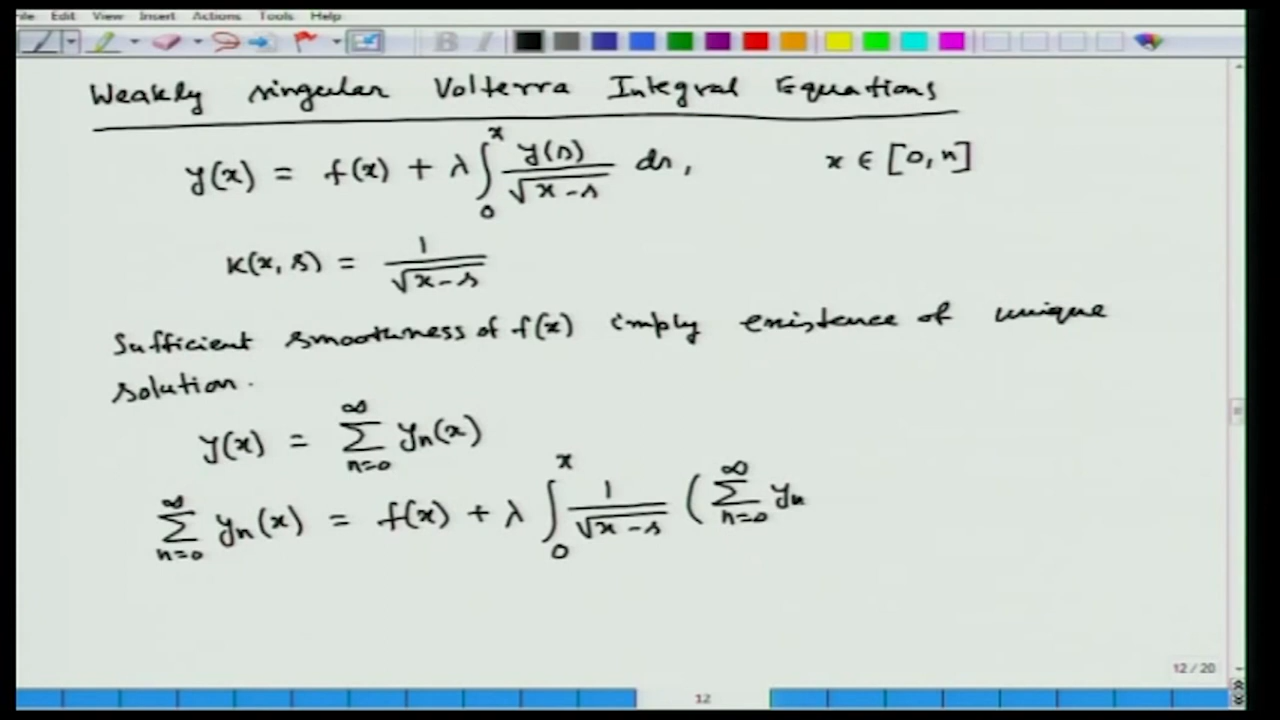 File Edit View Insert Actions Tools Help
Weakly singular Volterra Integral Equations
y(x) = f(x) + λ ∫₀ˣ y(s)/√(x-s) ds, x ∈ [0, n]
K(x, s) = 1/√(x-s)
Sufficient smoothness of f(x) imply existence of unique
solution.
y(x) = ∑_{n=0}^{∞} yₙ(x)
∑_{n=0}^{∞} yₙ(x) = f(x) + λ ∫₀ˣ 1/√(x-s) ( ∑_{n=0}^{∞} yₙ
12 / 20
12